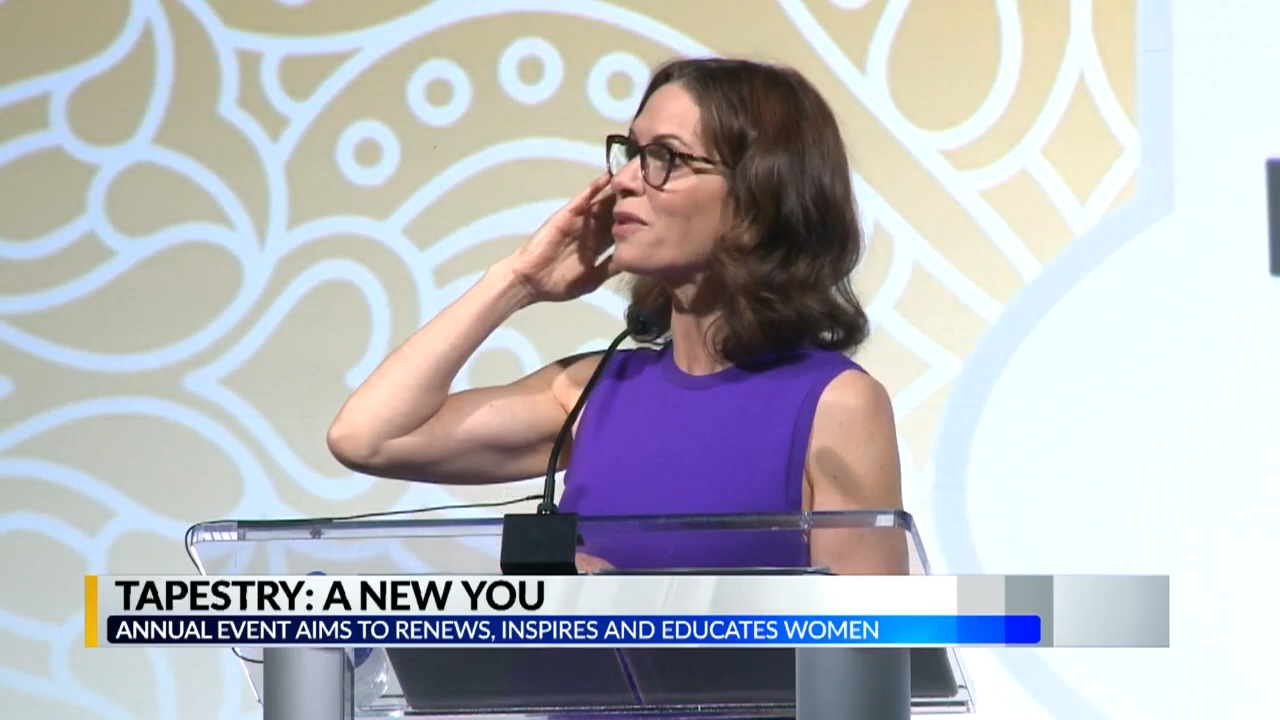 TAPESTRY: A NEW YOU
ANNUAL EVENT AIMS TO RENEWS, INSPIRES AND EDUCATES WOMEN